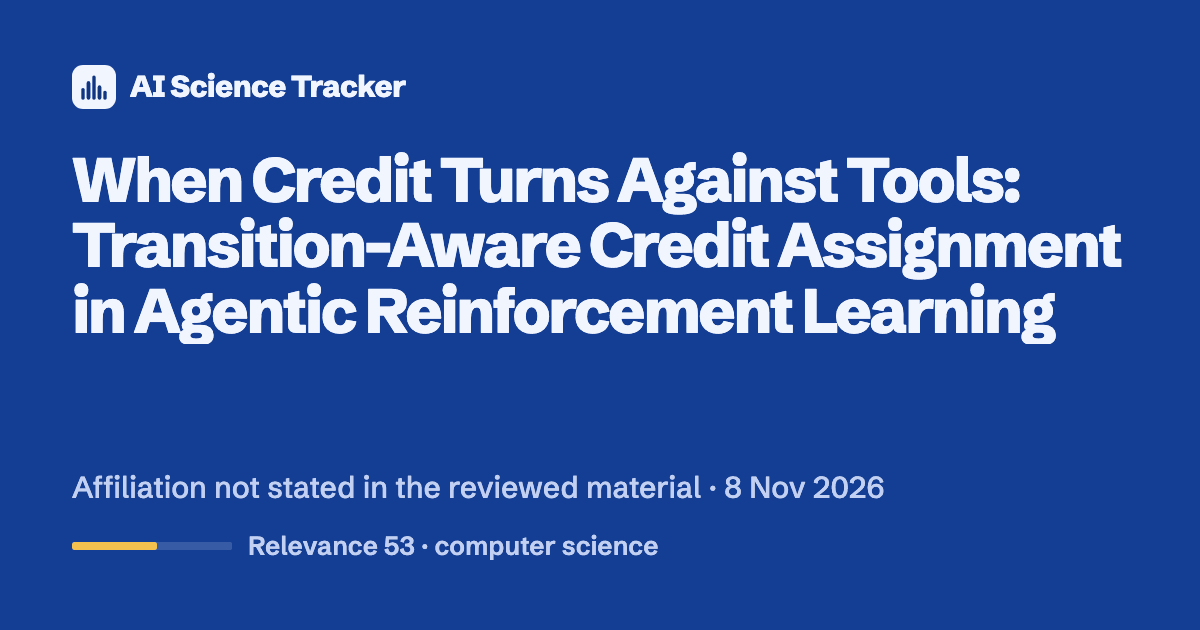 AI Science Tracker
When Credit Turns Against Tools:
Transition-Aware Credit Assignment
in Agentic Reinforcement Learning
Affiliation not stated in the reviewed material · 8 Nov 2026
Relevance 53 · computer science